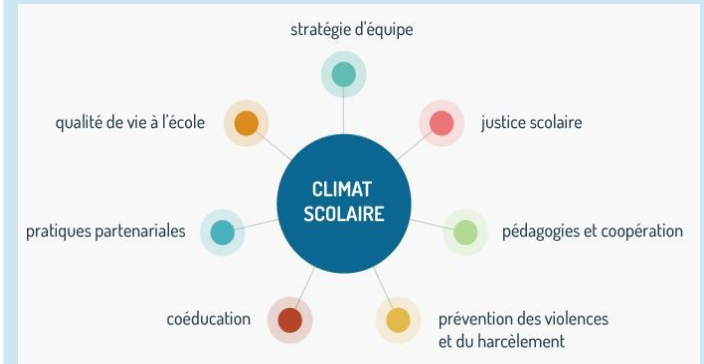 stratégie d'équipe
qualité de vie à l'école
justice scolaire
CLIMAT
SCOLAIRE
pratiques partenariales
pédagogies et coopération
coéducation
prévention des violences
et du harcèlement